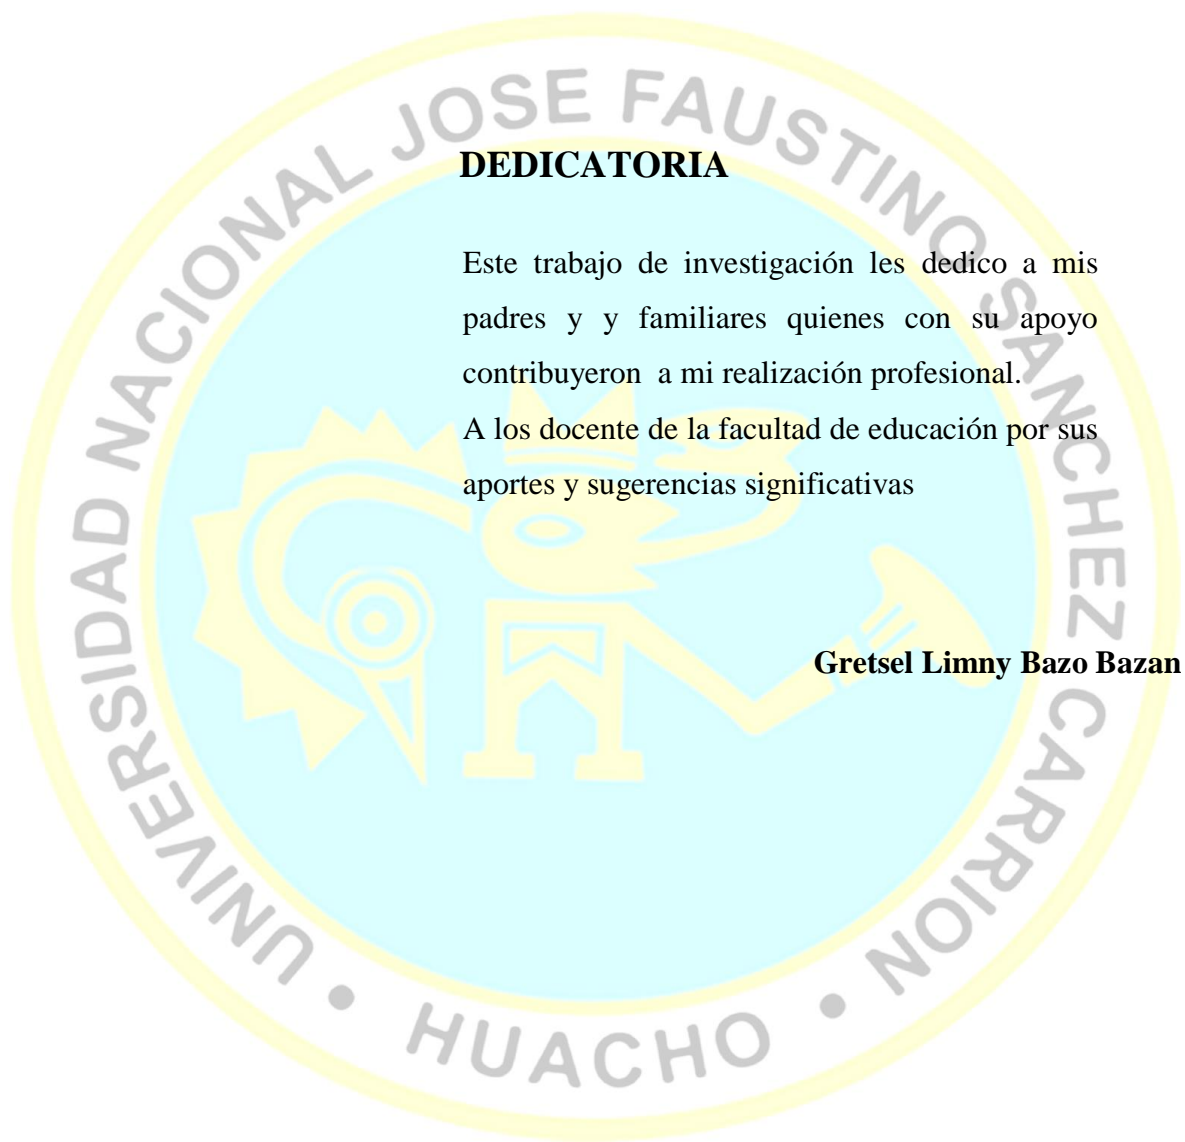 UNIVERSIDAD NACIONAL JOSE FAUSTINO SANCHEZ CARRION
• HUACHO •
DEDICATORIA
Este trabajo de investigación les dedico a mis
padres y y familiares quienes con su apoyo
contribuyeron a mi realización profesional.
A los docente de la facultad de educación por sus
aportes y sugerencias significativas
Gretsel Limny Bazo Bazan